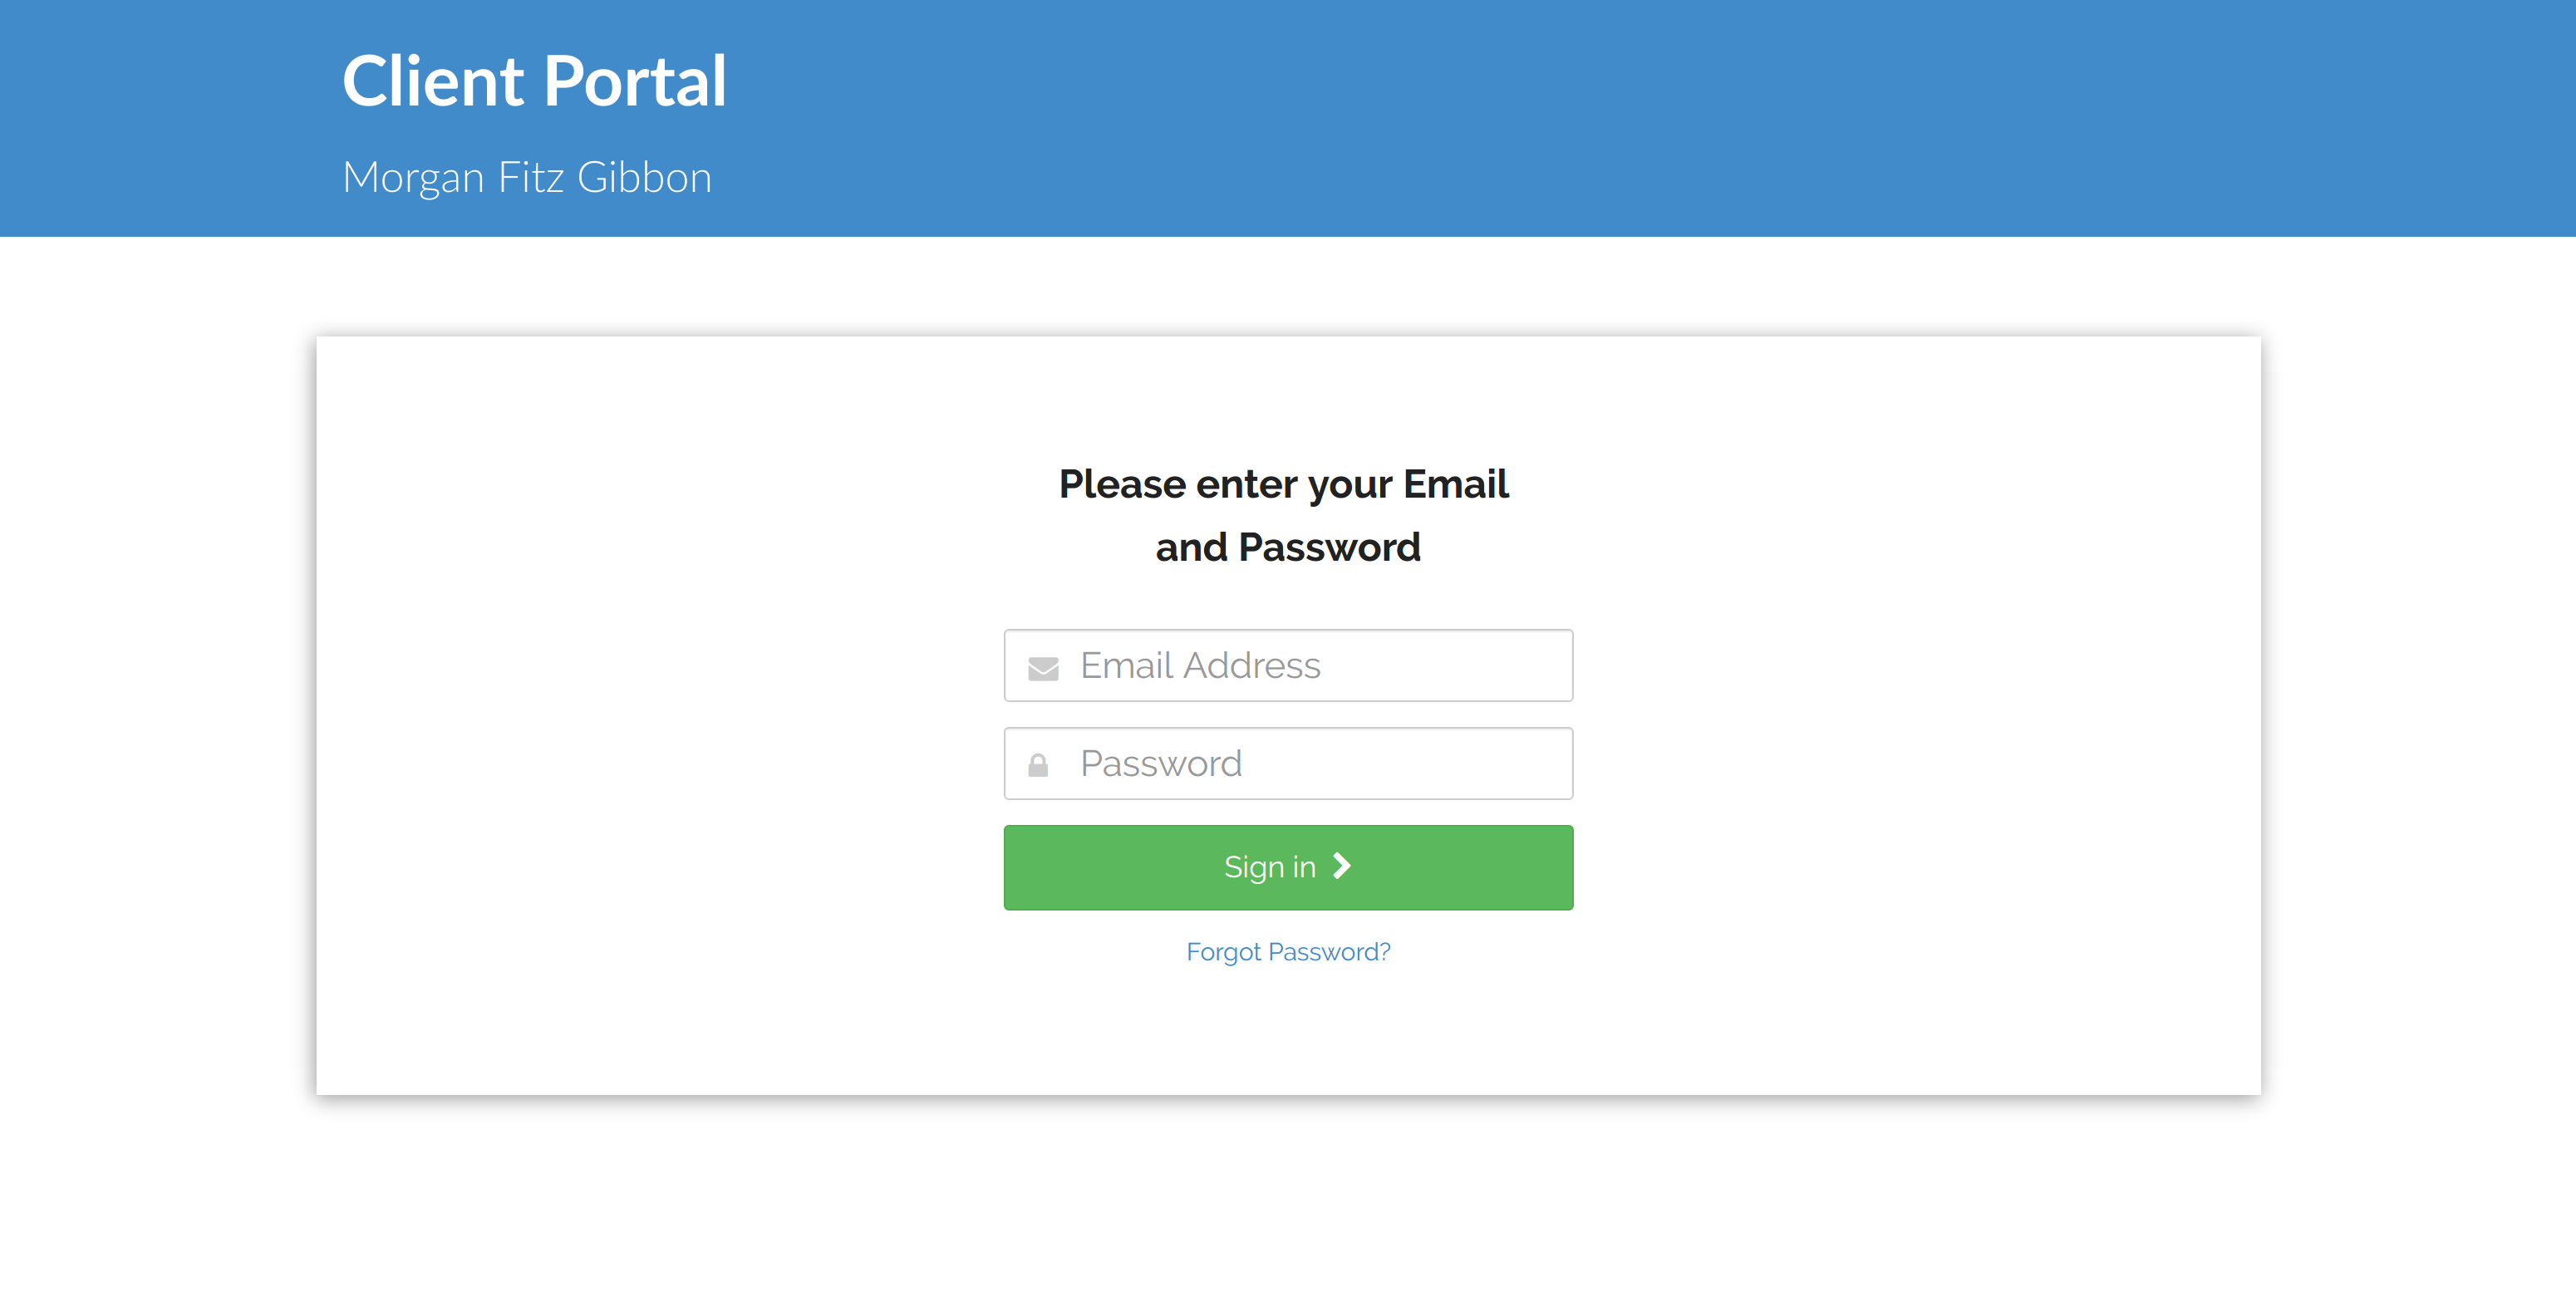 Client Portal
Morgan Fitz Gibbon
Please enter your Email
and Password
Email Address
Password
Sign in
Forgot Password?